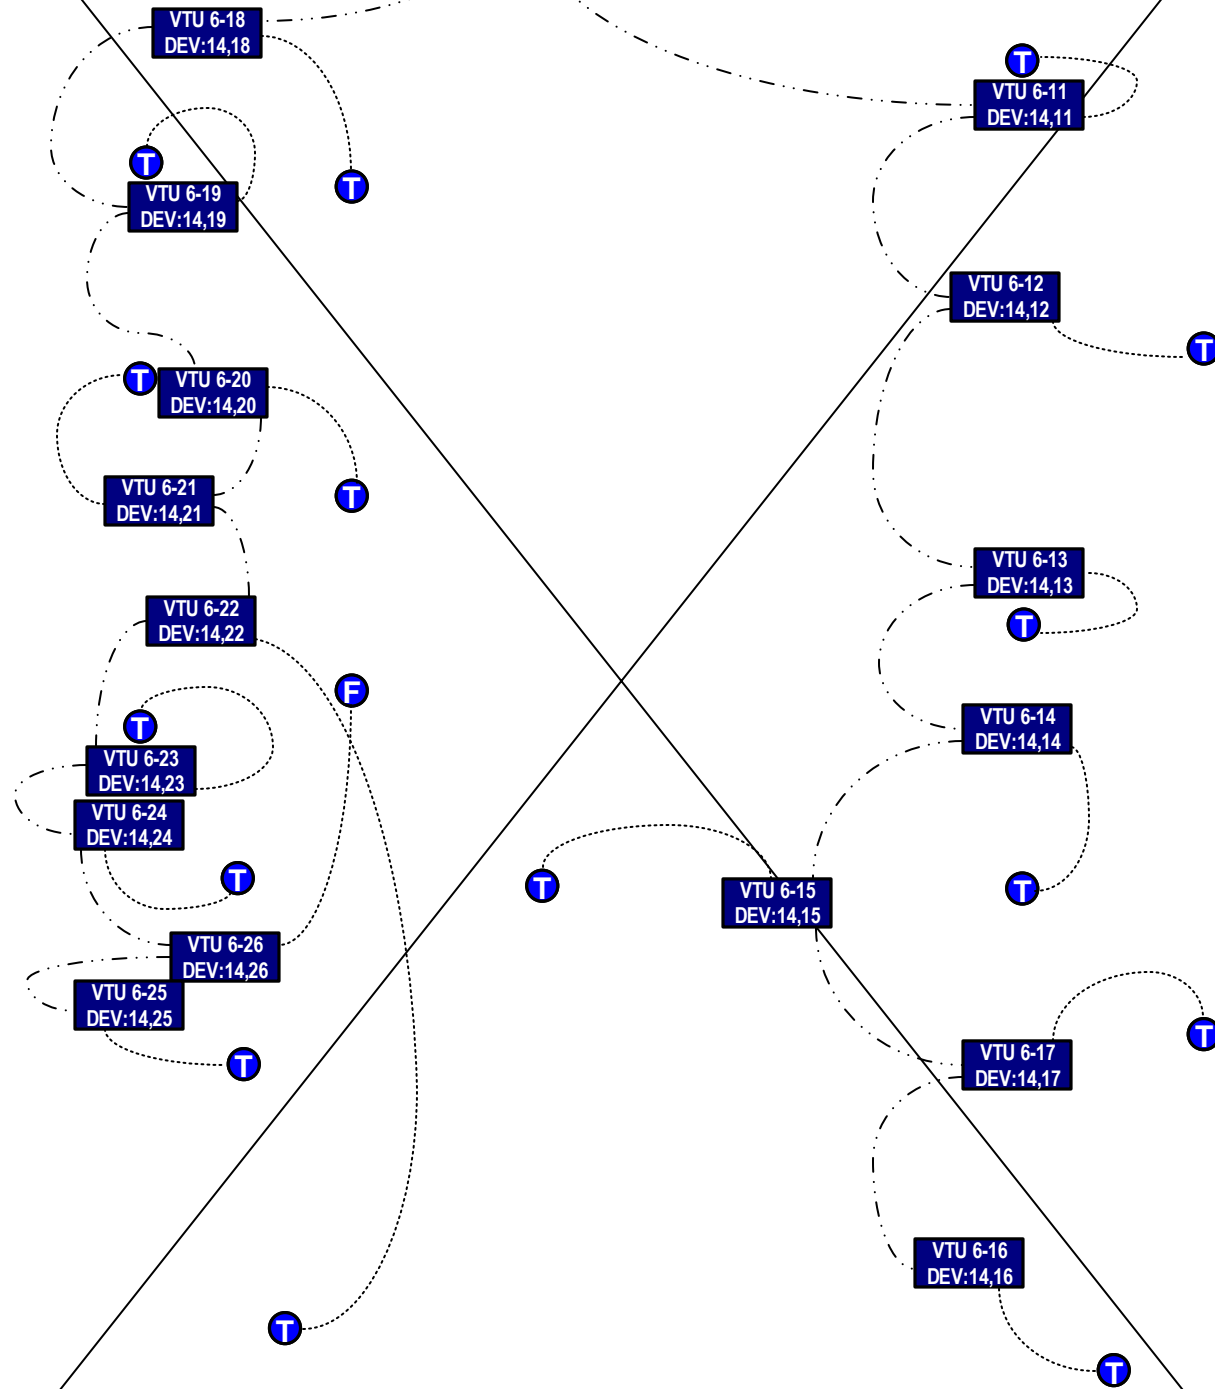 VTU 6-18
DEV:14,18
T
VTU 6-11
DEV:14,11
T
VTU 6-19
DEV:14,19
T
VTU 6-12
DEV:14,12
T
T
VTU 6-20
DEV:14,20
VTU 6-21
DEV:14,21
T
VTU 6-13
DEV:14,13
VTU 6-22
DEV:14,22
T
F
T
VTU 6-14
DEV:14,14
VTU 6-23
DEV:14,23
VTU 6-24
DEV:14,24
T
T
VTU 6-15
DEV:14,15
T
VTU 6-26
DEV:14,26
VTU 6-25
DEV:14,25
T
T
VTU 6-17
DEV:14,17
VTU 6-16
DEV:14,16
T
T